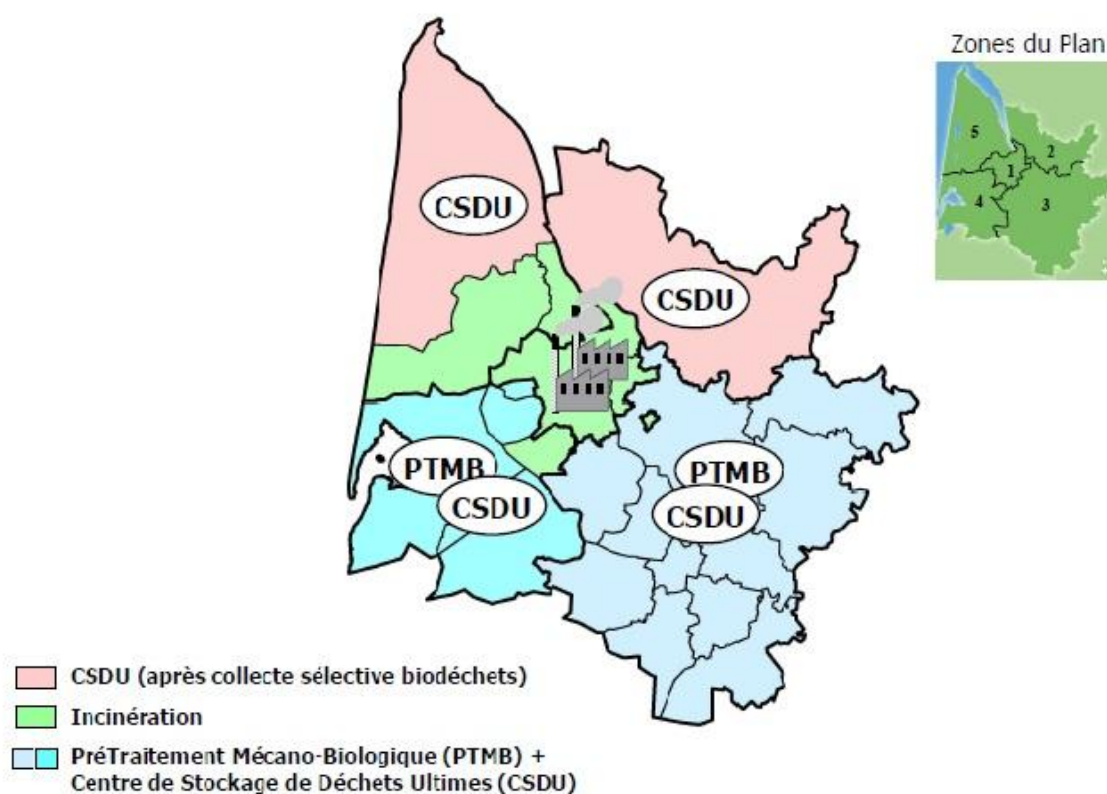 Zones du Plan
5
2
1
4
3
CSDU
CSDU
PTMB
CSDU
PTMB
CSDU
CSDU (après collecte sélective biodéchets)
Incinération
PréTraitement Mécano-Biologique (PTMB) +
Centre de Stockage de Déchets Ultimes (CSDU)